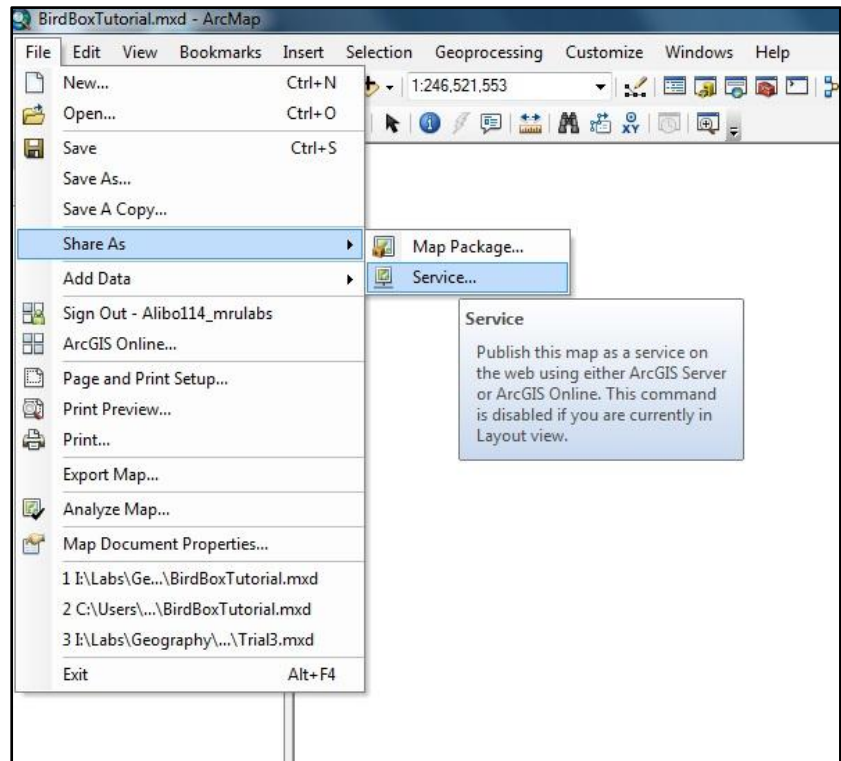 BirdBoxTutorial.mxd - ArcMap
File Edit View Bookmarks Insert Selection Geoprocessing Customize Windows Help
New... Ctrl+N
1:246,521,553
Open... Ctrl+O
XY
Save Ctrl+S
Save As...
Save A Copy...
Share As
Map Package...
Add Data
Service...
Sign Out - Alibo114_mrulabs
ArcGIS Online...
Page and Print Setup...
Print Preview...
Print...
Export Map...
Analyze Map...
Map Document Properties...
1 I:\Labs\Ge...\BirdBoxTutorial.mxd
2 C:\Users\...\BirdBoxTutorial.mxd
3 I:\Labs\Geography\...\Trial3.mxd
Exit Alt+F4
Service
Publish this map as a service on
the web using either ArcGIS Server
or ArcGIS Online. This command
is disabled if you are currently in
Layout view.